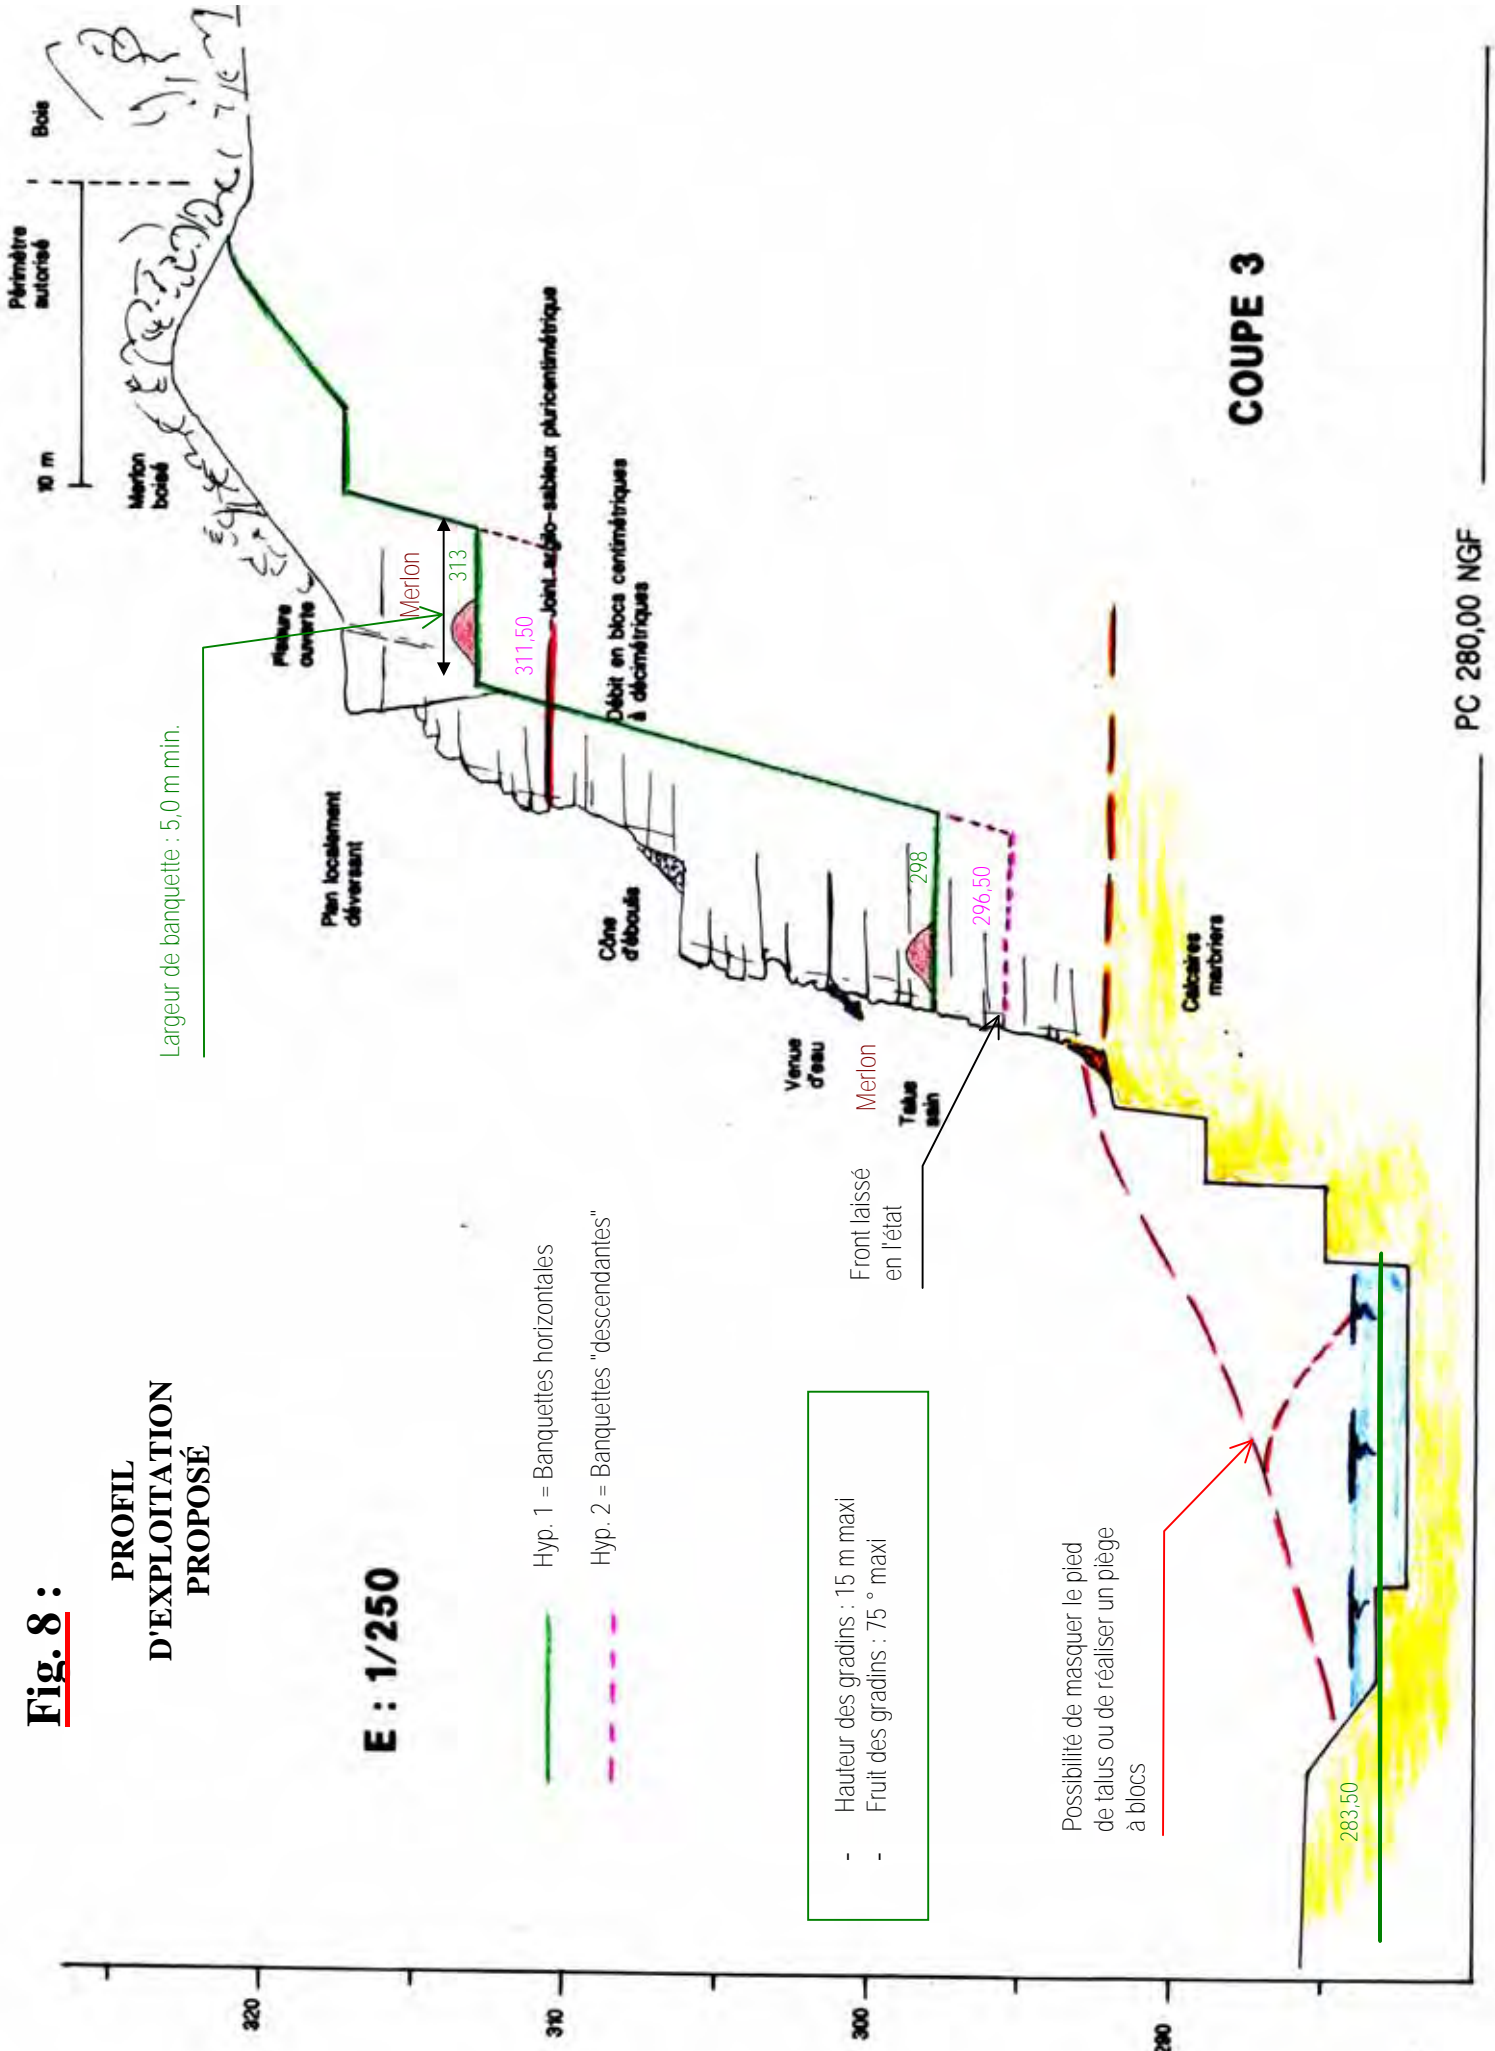 Fig. 8 :
PROFIL
D'EXPLOITATION
PROPOSÉ
E : 1/250
Hyp. 1 = Banquettes horizontales
Hyp. 2 = Banquettes "descendantes"
- Hauteur des gradins : 15 m maxi
- Fruit des gradins : 75 ° maxi
Possibilité de masquer le pied
de talus ou de réaliser un piège
à blocs
Largeur de banquette : 5,0 m min.
Périmètre
autorisé
Bois
10 m
Merlon
boisé
Fissure
ouverte
Plan localement
déversant
Merlon
313
311,50
Joint argilo-sableux pluricentimétrique
Débit en blocs centimétriques
à décimétriques
Cône
d'éboulis
Venue
d'eau
Merlon
Talus
sain
298
296,50
Front laissé
en l'état
Calcaires
marbriers
283,50
COUPE 3
PC 280,00 NGF
320
310
300
290